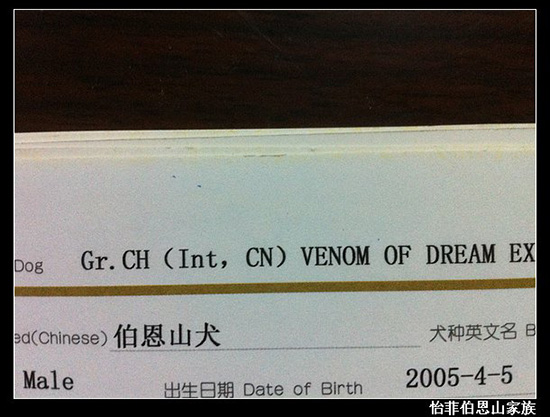 Dog Gr.CH (Int, CN) VENOM OF DREAM EX
ed(Chinese) 伯恩山犬 犬种英文名 B
Male 出生日期 Date of Birth 2005-4-5
怡菲伯恩山家族